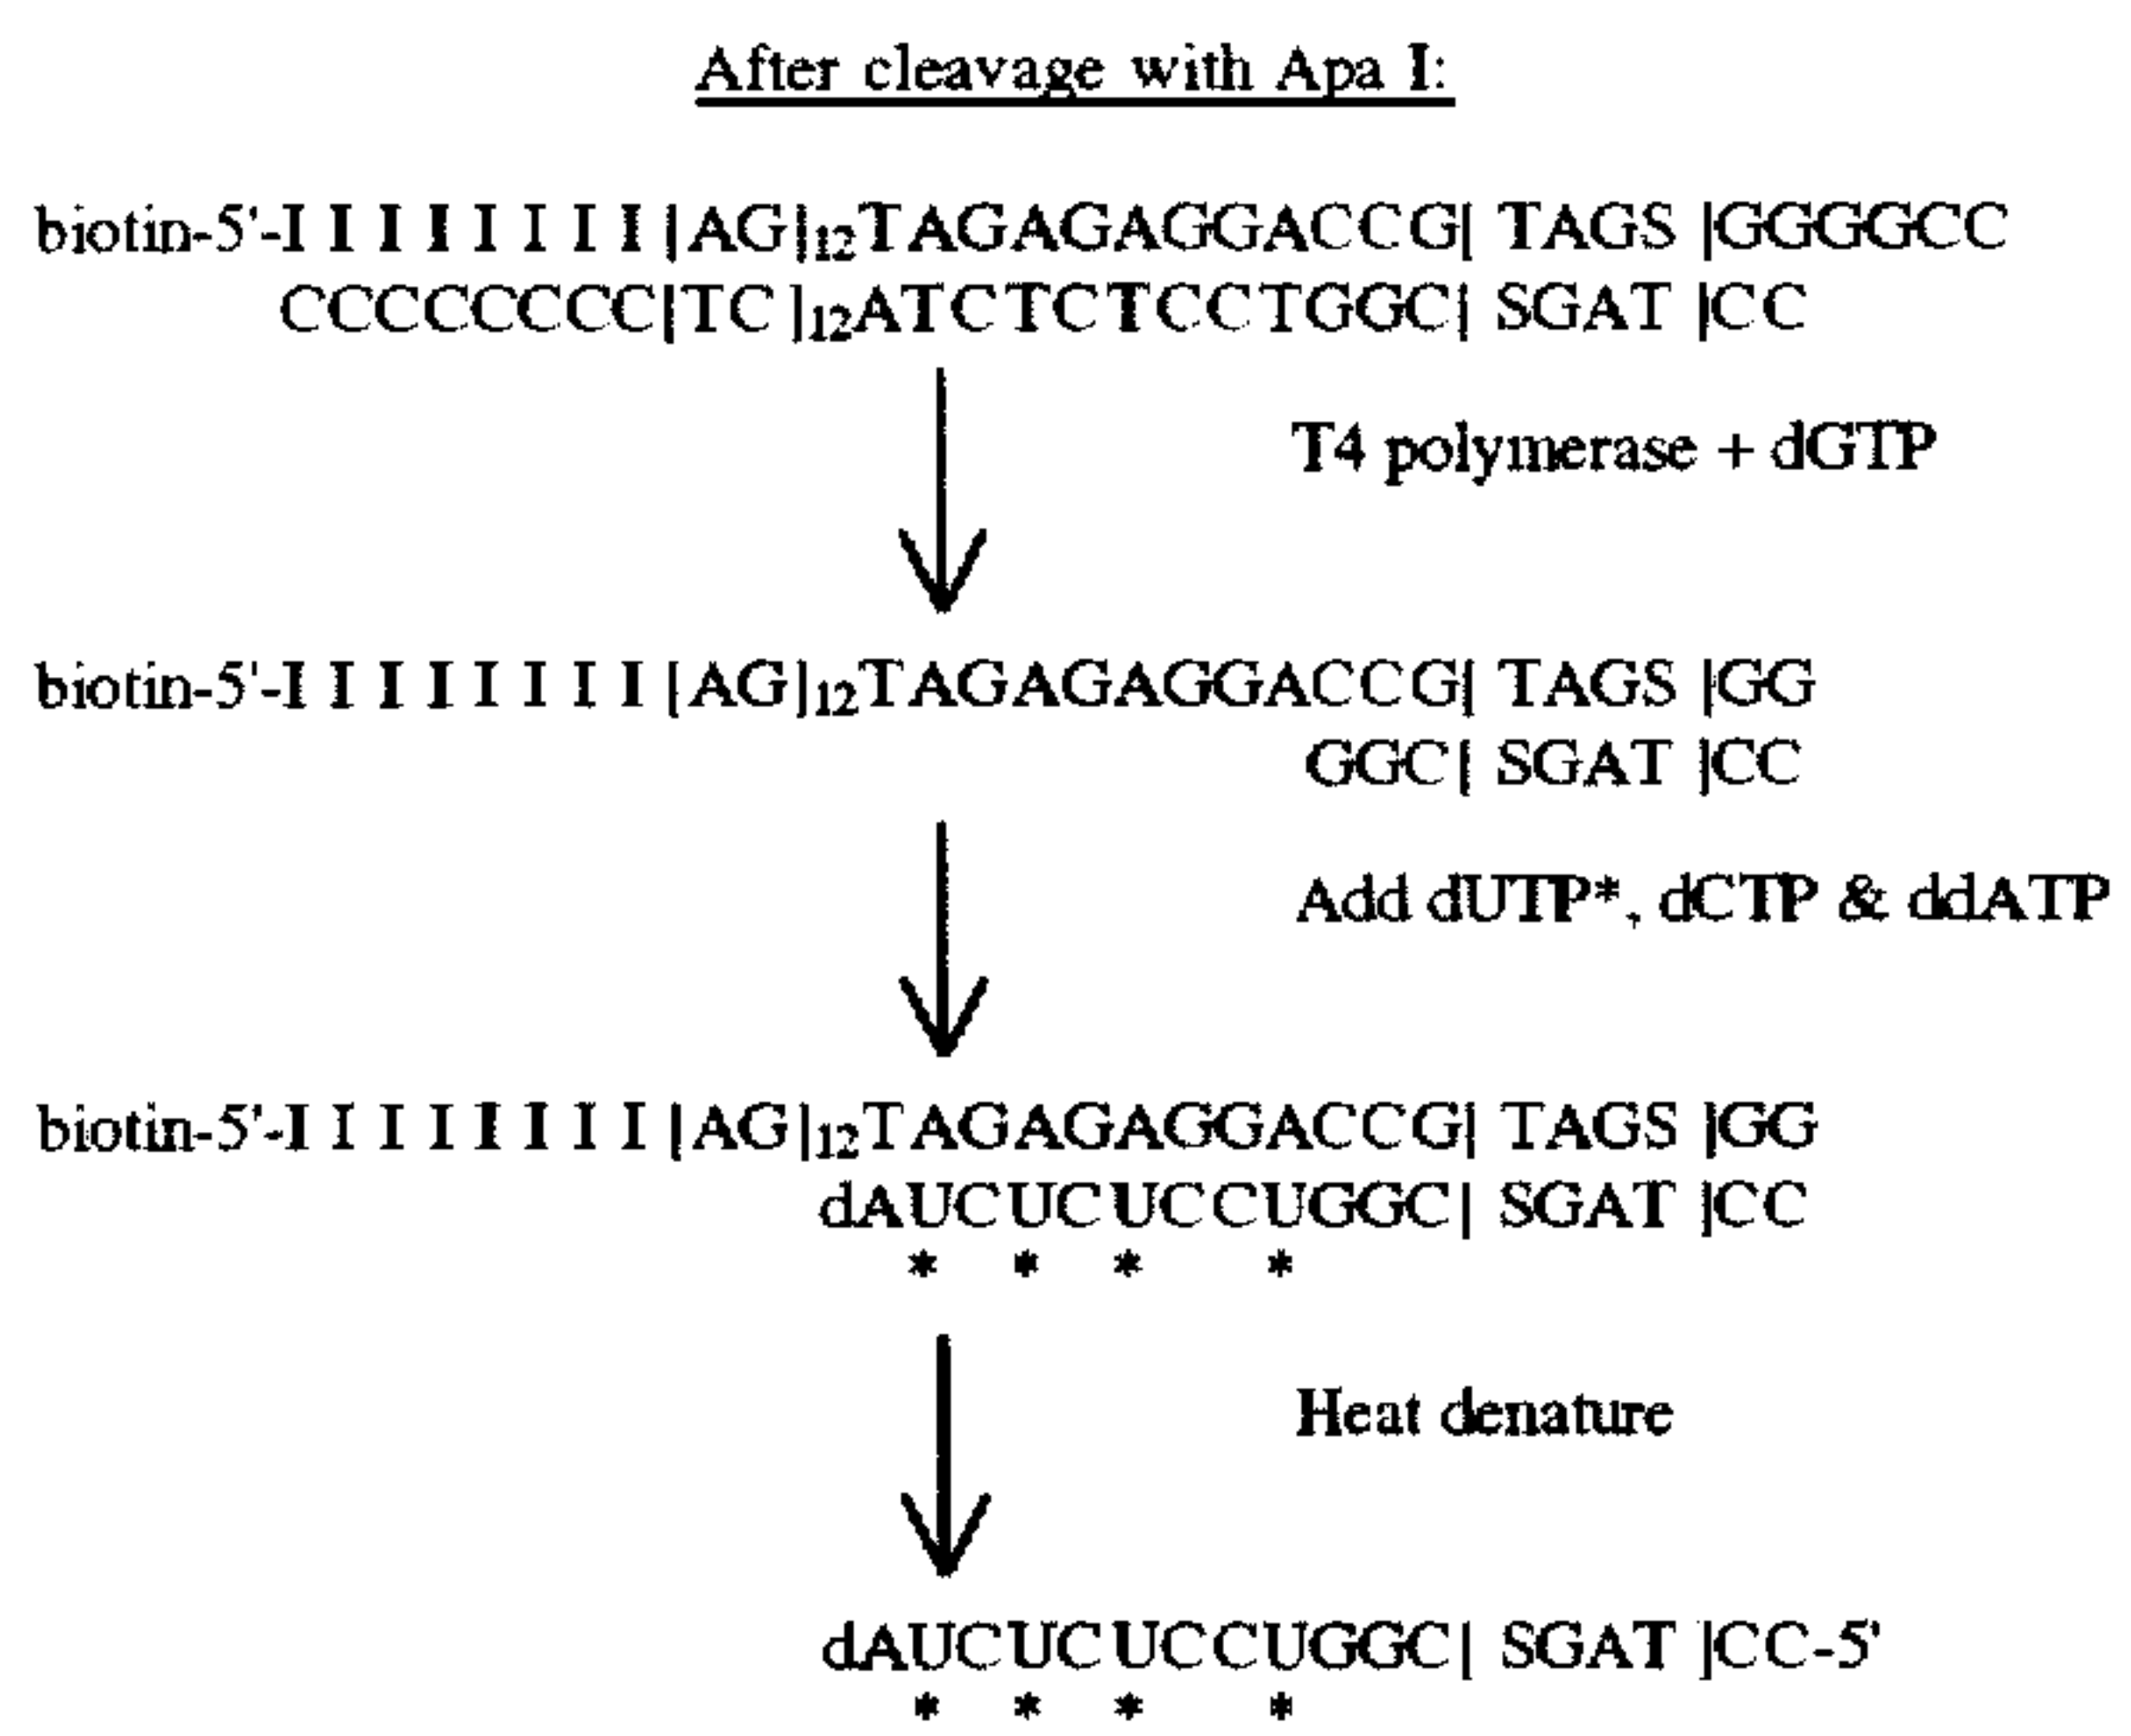 After cleavage with Apa I:
biotin-5'-I I I I I I I I|AG|12TAGAGAGGACCG| TAGS |GGGGCC
CCCCCCCC|TC ]12ATCTCTCCTGGC| SGAT |CC
T4 polymerase + dGTP
biotin-5'-I I I I I I I I [AG]12TAGAGAGGACCG| TAGS |GG
GGC| SGAT |CC
Add dUTP*, dCTP & ddATP
biotin-5'-I I I I I I I I |AG|12TAGAGAGGACCG| TAGS |GG
dAUCUCUCCUGGC| SGAT |CC
* * * *
Heat denature
dAUCUCUCCUGGC| SGAT |CC-5'
* * * *